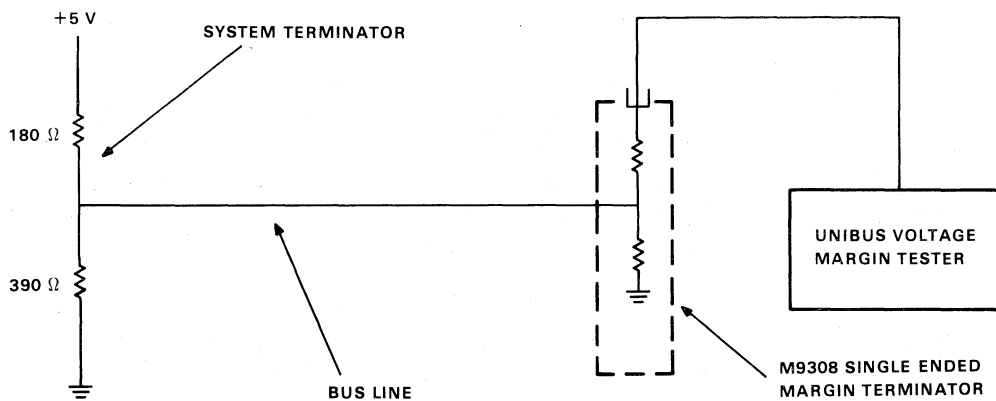 +5 V
SYSTEM TERMINATOR
180 Ω
390 Ω
BUS LINE
UNIBUS VOLTAGE
MARGIN TESTER
M9308 SINGLE ENDED
MARGIN TERMINATOR